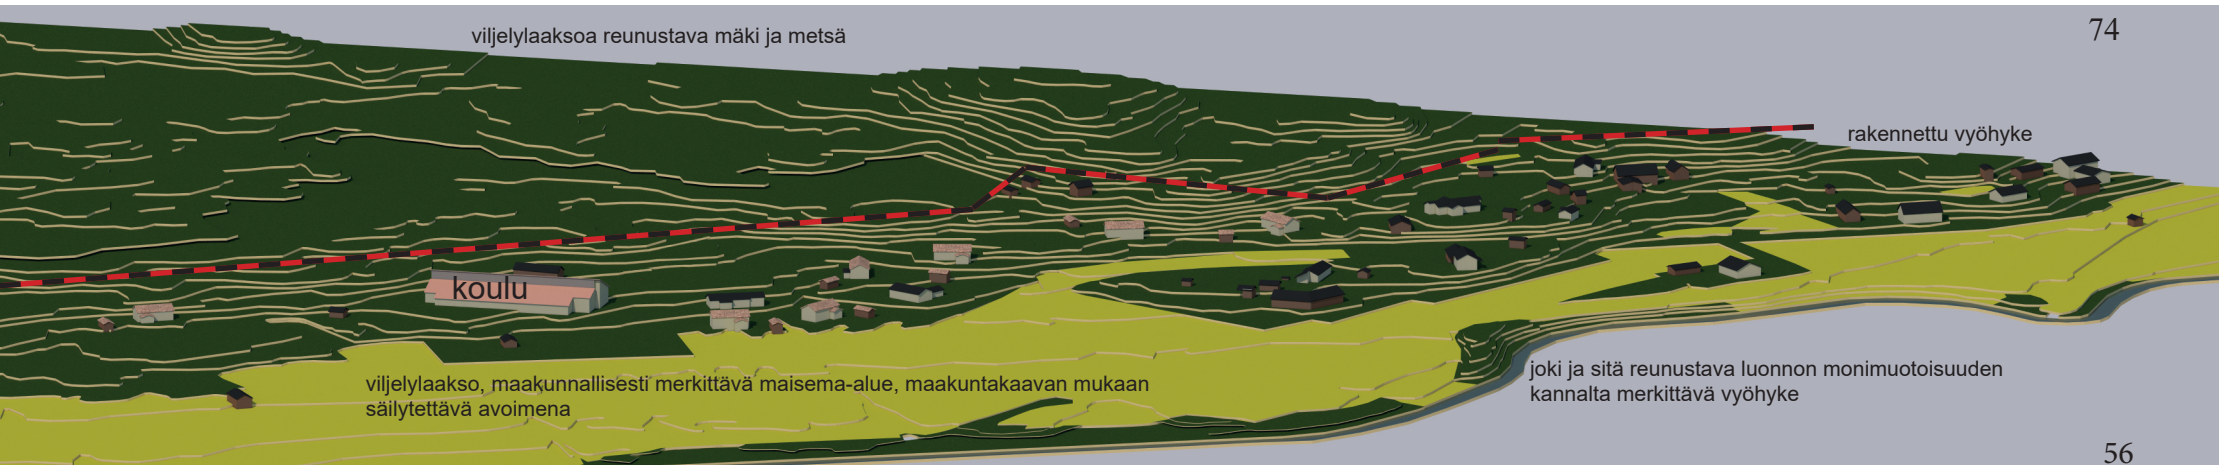 74
viljelylaaksoa reunustava mäki ja metsä
rakennettu vyöhyke
koulu
viljelylaakso, maakunnallisesti merkittävä maisema-alue, maakuntakaavan mukaan
säilytettävä avoimena
joki ja sitä reunustava luonnon monimuotoisuuden
kannalta merkittävä vyöhyke
56